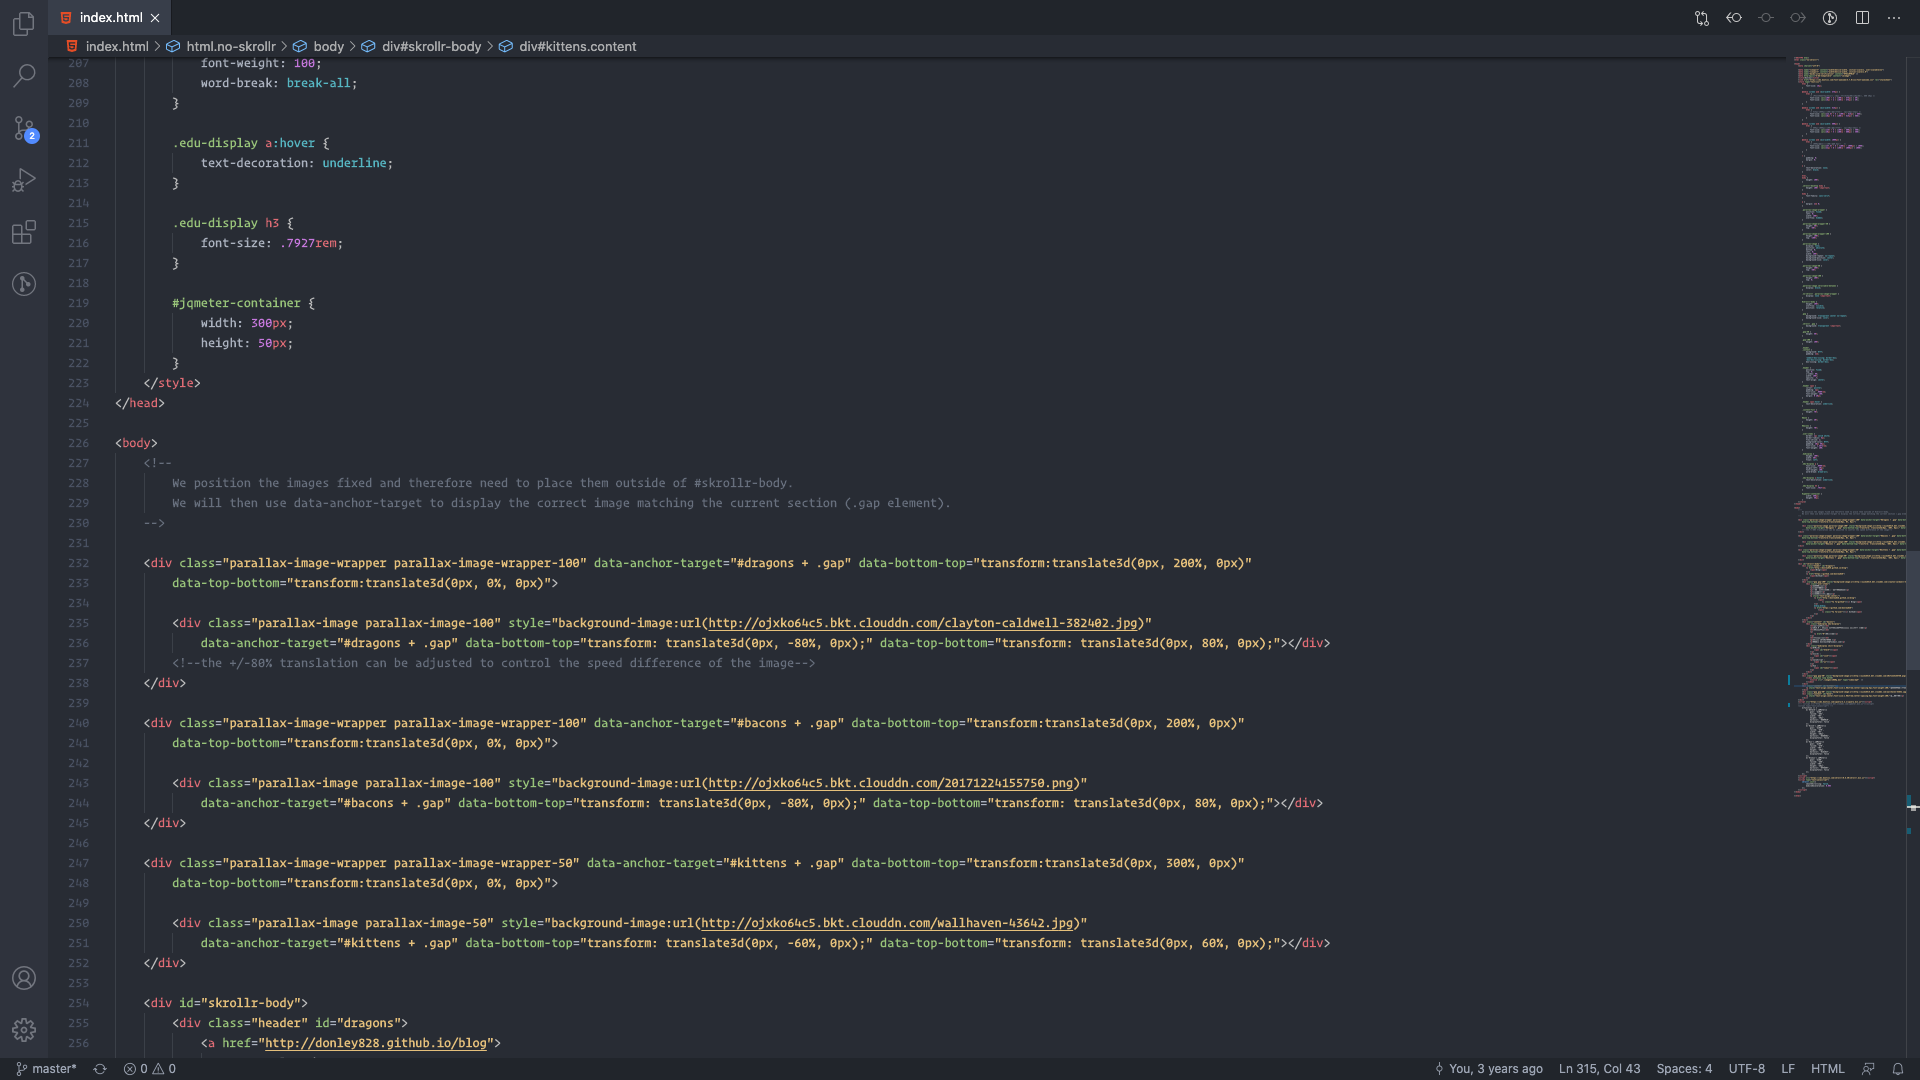 index.html
index.html > html.no-skrollr > body > div#skrollr-body > div#kittens.content
207 font-weight: 100;
208 word-break: break-all;
209 }
210
211 .edu-display a:hover {
212 text-decoration: underline;
213 }
214
215 .edu-display h3 {
216 font-size: .7927rem;
217 }
218
219 #jqmeter-container {
220 width: 300px;
221 height: 50px;
222 }
223 </style>
224 </head>
225
226 <body>
227 <!--
228 We position the images fixed and therefore need to place them outside of #skrollr-body.
229 We will then use data-anchor-target to display the correct image matching the current section (.gap element).
230 -->
231
232 <div class="parallax-image-wrapper parallax-image-wrapper-100" data-anchor-target="#dragons + .gap" data-bottom-top="transform:translate3d(0px, 200%, 0px)"
233 data-top-bottom="transform:translate3d(0px, 0%, 0px)">
234
235 <div class="parallax-image parallax-image-100" style="background-image:url(http://ojxko64c5.bkt.clouddn.com/clayton-caldwell-382402.jpg)"
236 data-anchor-target="#dragons + .gap" data-bottom-top="transform: translate3d(0px, -80%, 0px);" data-top-bottom="transform: translate3d(0px, 80%, 0px);"></div>
237 <!--the +/-80% translation can be adjusted to control the speed difference of the image-->
238 </div>
239
240 <div class="parallax-image-wrapper parallax-image-wrapper-100" data-anchor-target="#bacons + .gap" data-bottom-top="transform:translate3d(0px, 200%, 0px)"
241 data-top-bottom="transform:translate3d(0px, 0%, 0px)">
242
243 <div class="parallax-image parallax-image-100" style="background-image:url(http://ojxko64c5.bkt.clouddn.com/20171224155750.png)"
244 data-anchor-target="#bacons + .gap" data-bottom-top="transform: translate3d(0px, -80%, 0px);" data-top-bottom="transform: translate3d(0px, 80%, 0px);"></div>
245 </div>
246
247 <div class="parallax-image-wrapper parallax-image-wrapper-50" data-anchor-target="#kittens + .gap" data-bottom-top="transform:translate3d(0px, 300%, 0px)"
248 data-top-bottom="transform:translate3d(0px, 0%, 0px)">
249
250 <div class="parallax-image parallax-image-50" style="background-image:url(http://ojxko64c5.bkt.clouddn.com/wallhaven-43642.jpg)"
251 data-anchor-target="#kittens + .gap" data-bottom-top="transform: translate3d(0px, -60%, 0px);" data-top-bottom="transform: translate3d(0px, 60%, 0px);"></div>
252 </div>
253
254 <div id="skrollr-body">
255 <div class="header" id="dragons">
256 <a href="http://donley828.github.io/blog">
2
master* 0 0 You, 3 years ago Ln 315, Col 43 Spaces: 4 UTF-8 LF HTML